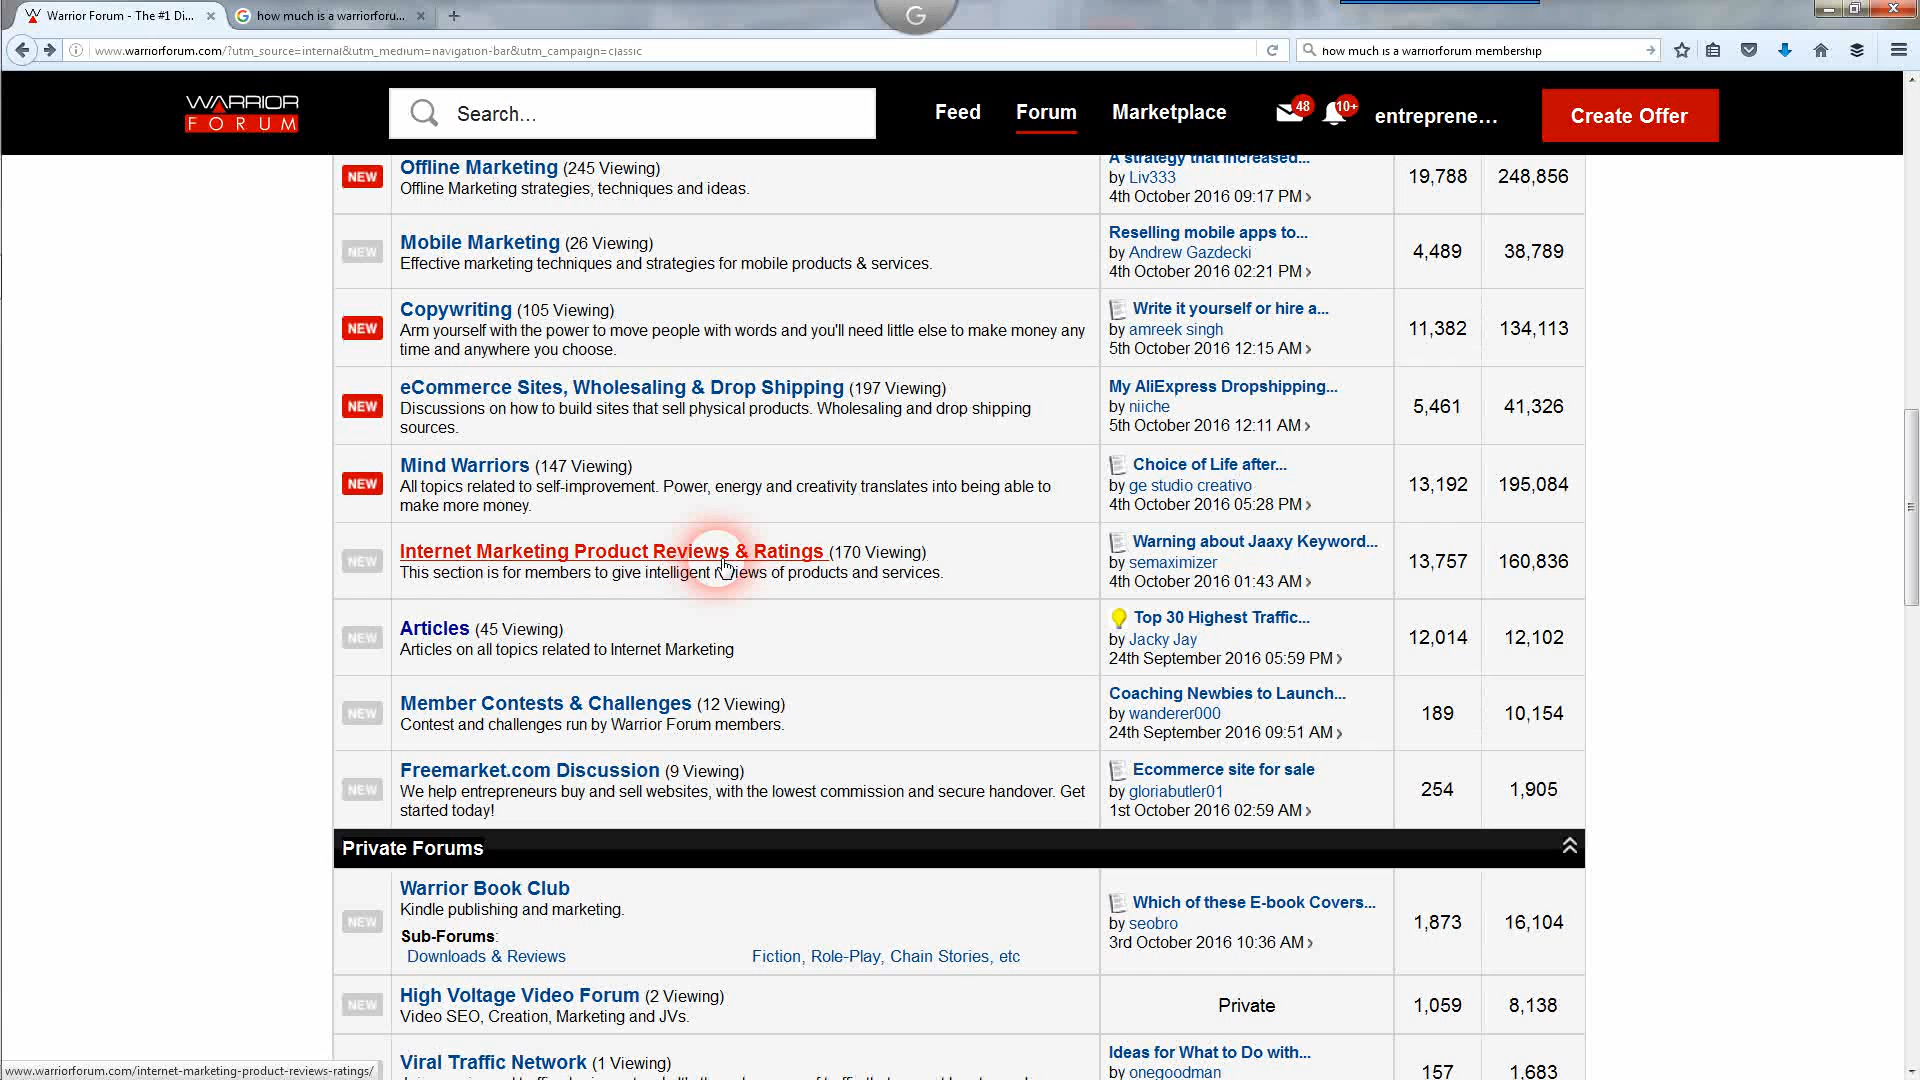 Warrior Forum - The #1 Di...
how much is a warriorforu...
www.warriorforum.com/?utm_source=internal&utm_medium=navigation-bar&utm_campaign=classic
how much is a warriorforum membership
WARRIOR
FORUM
Search...
Feed
Forum
Marketplace
48
10+
entreprene...
Create Offer
NEW
Offline Marketing (245 Viewing)
Offline Marketing strategies, techniques and ideas.
A strategy that increased...
by Liv333
4th October 2016 09:17 PM
19,788
248,856
NEW
Mobile Marketing (26 Viewing)
Effective marketing techniques and strategies for mobile products & services.
Reselling mobile apps to...
by Andrew Gazdecki
4th October 2016 02:21 PM
4,489
38,789
NEW
Copywriting (105 Viewing)
Arm yourself with the power to move people with words and you'll need little else to make money any
time and anywhere you choose.
Write it yourself or hire a...
by amreek singh
5th October 2016 12:15 AM
11,382
134,113
NEW
eCommerce Sites, Wholesaling & Drop Shipping (197 Viewing)
Discussions on how to build sites that sell physical products. Wholesaling and drop shipping
sources.
My AliExpress Dropshipping...
by niiche
5th October 2016 12:11 AM
5,461
41,326
NEW
Mind Warriors (147 Viewing)
All topics related to self-improvement. Power, energy and creativity translates into being able to
make more money.
Choice of Life after...
by ge studio creativo
4th October 2016 05:28 PM
13,192
195,084
NEW
Internet Marketing Product Reviews & Ratings (170 Viewing)
This section is for members to give intelligent reviews of products and services.
Warning about Jaaxy Keyword...
by semaximizer
4th October 2016 01:43 AM
13,757
160,836
NEW
Articles (45 Viewing)
Articles on all topics related to Internet Marketing
Top 30 Highest Traffic...
by Jacky Jay
24th September 2016 05:59 PM
12,014
12,102
NEW
Member Contests & Challenges (12 Viewing)
Contest and challenges run by Warrior Forum members.
Coaching Newbies to Launch...
by wanderer000
24th September 2016 09:51 AM
189
10,154
NEW
Freemarket.com Discussion (9 Viewing)
We help entrepreneurs buy and sell websites, with the lowest commission and secure handover. Get
started today!
Ecommerce site for sale
by gloriabutler01
1st October 2016 02:59 AM
254
1,905
Private Forums
NEW
Warrior Book Club
Kindle publishing and marketing.
Sub-Forums:
Downloads & Reviews
Fiction, Role-Play, Chain Stories, etc
Which of these E-book Covers...
by seobro
3rd October 2016 10:36 AM
1,873
16,104
NEW
High Voltage Video Forum (2 Viewing)
Video SEO, Creation, Marketing and JVs.
Private
1,059
8,138
Viral Traffic Network (1 Viewing)
Ideas for What to Do with...
by onegoodman
157
1,683
www.warriorforum.com/internet-marketing-product-reviews-ratings/